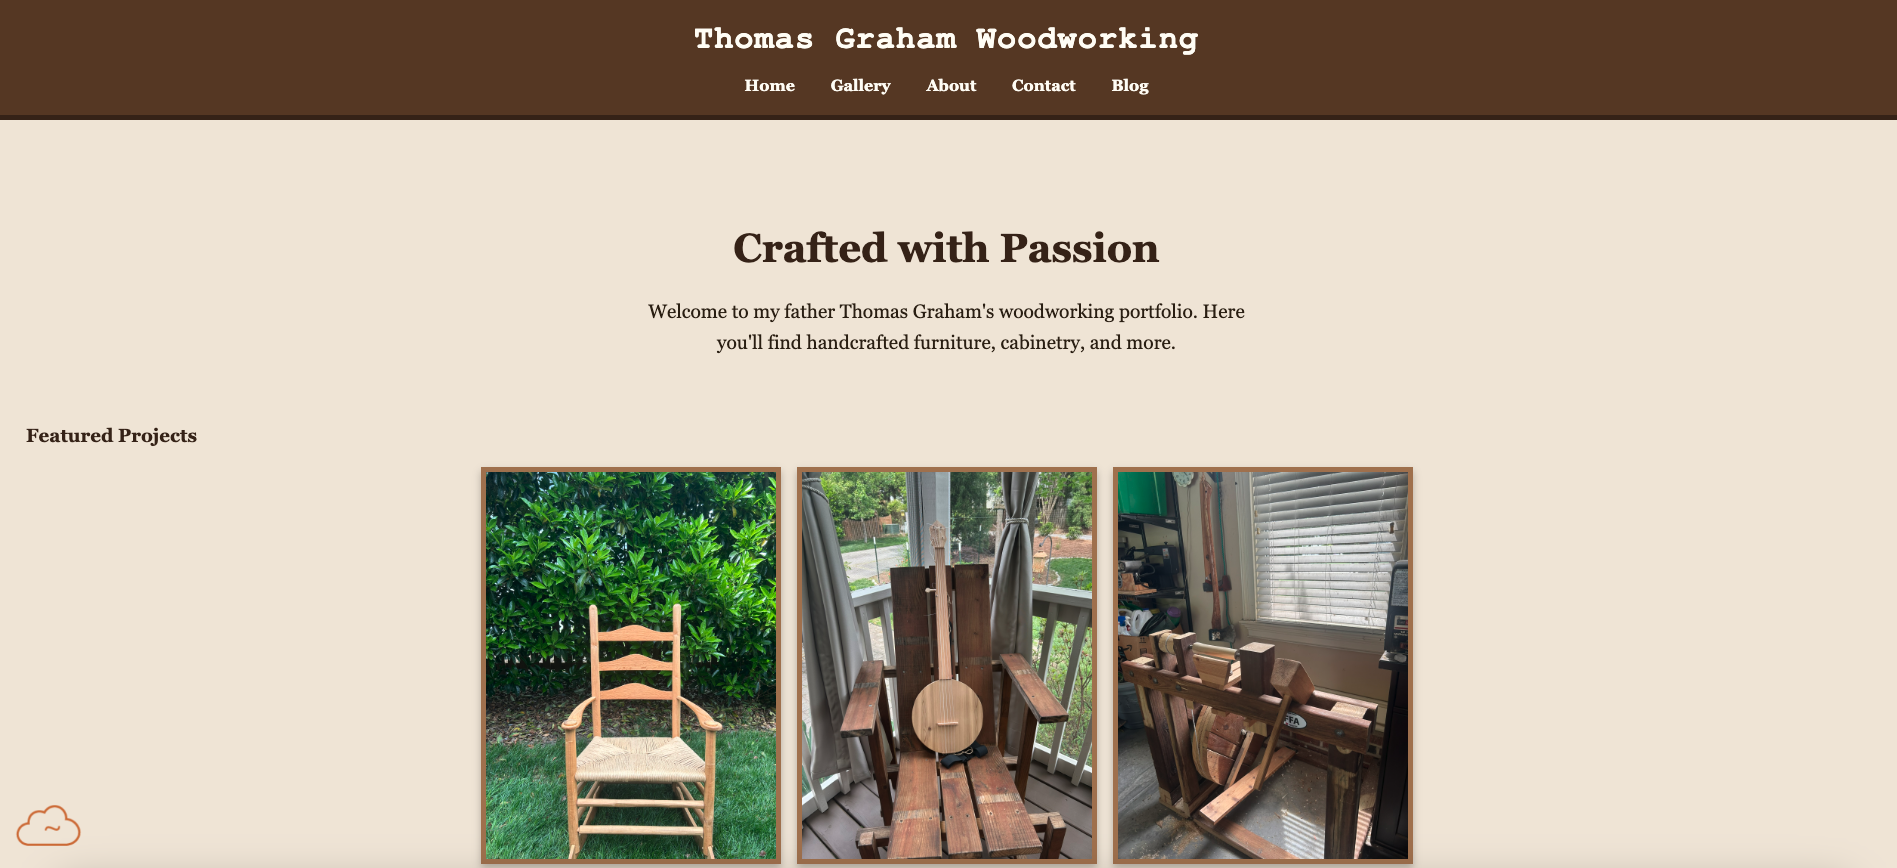 Thomas Graham Woodworking
Home Gallery About Contact Blog
Crafted with Passion
Welcome to my father Thomas Graham's woodworking portfolio. Here
you'll find handcrafted furniture, cabinetry, and more.
Featured Projects
~